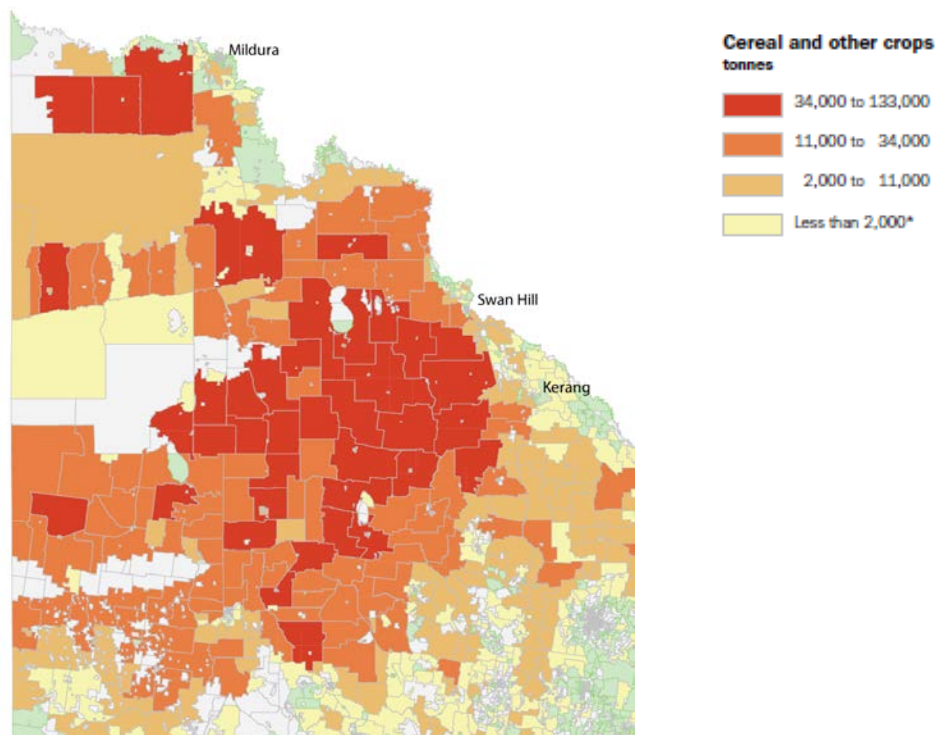 Mildura
Swan Hill
Kerang
Cereal and other crops
tonnes
34,000 to 133,000
11,000 to 34,000
2,000 to 11,000
Less than 2,000*